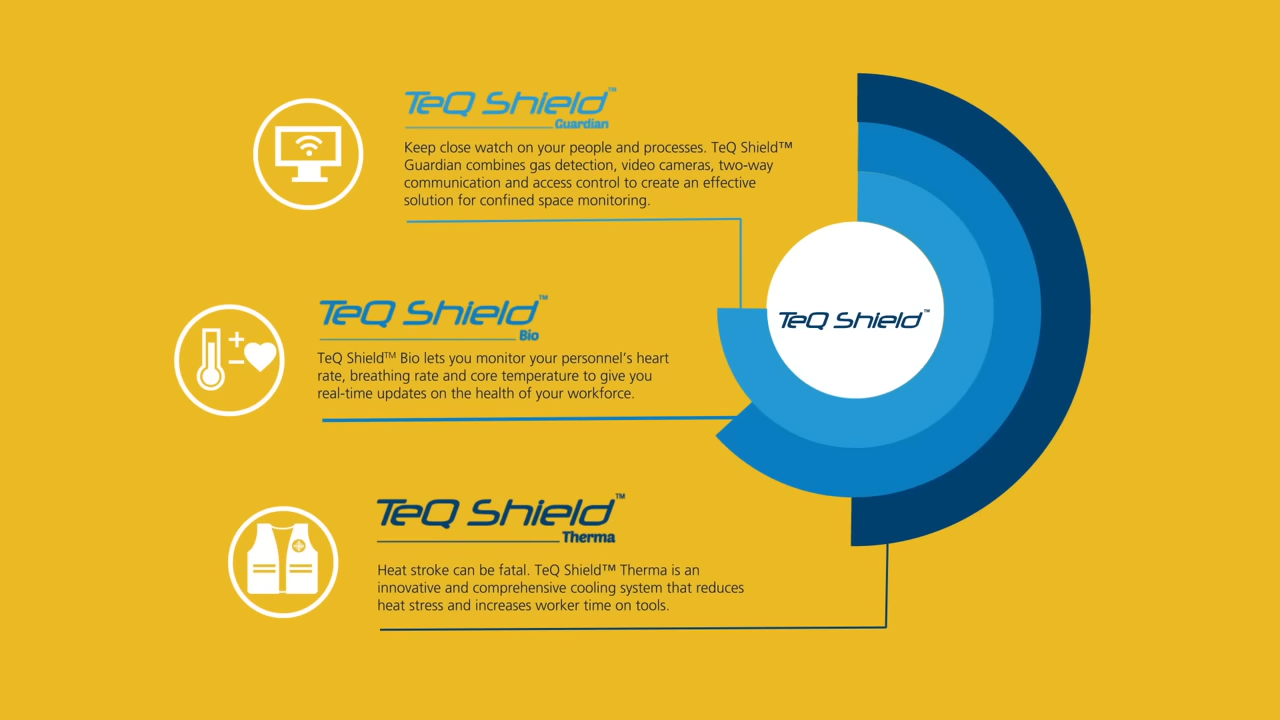 TeQ Shield™
Guardian
Keep close watch on your people and processes. TeQ Shield™
Guardian combines gas detection, video cameras, two-way
communication and access control to create an effective
solution for confined space monitoring.
TeQ Shield™
TeQ Shield™
Bio
TeQ Shield™ Bio lets you monitor your personnel’s heart
rate, breathing rate and core temperature to give you
real-time updates on the health of your workforce.
TeQ Shield™
Therma
Heat stroke can be fatal. TeQ Shield™ Therma is an
innovative and comprehensive cooling system that reduces
heat stress and increases worker time on tools.